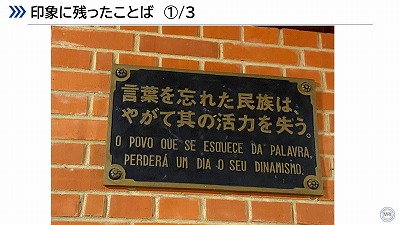 印象に残ったことば ①/3
言葉を忘れた民族は、
やがて其の活力を失う。
O POVO QUE SE ESQUECE DA PALAVRA,
PERDERÁ UM DIA O SEU DINAMISMO.